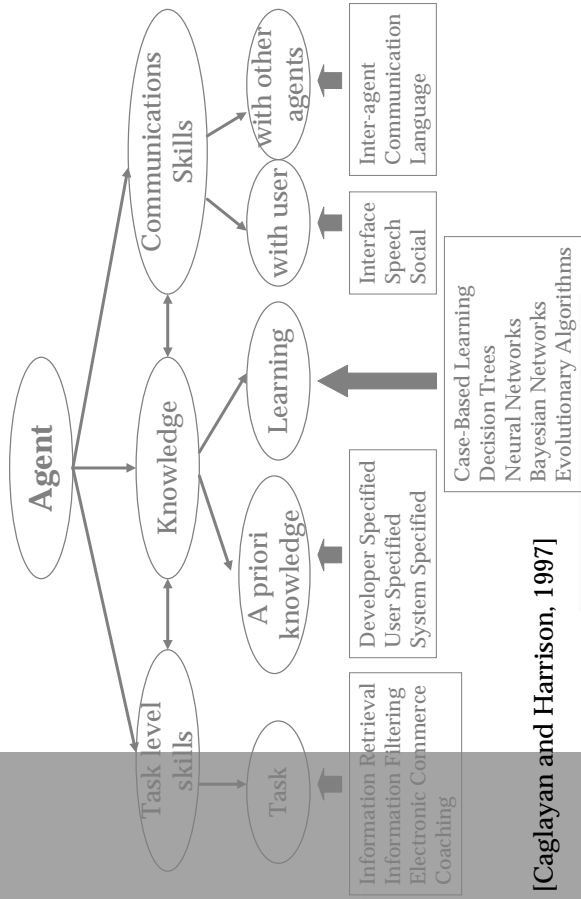 Agent
Task level
skills
Knowledge
Communications
Skills
Task
A priori
knowledge
Learning
with user
with other
agents
Information Retrieval
Information Filtering
Electronic Commerce
Coaching
Developer Specified
User Specified
System Specified
Case-Based Learning
Decision Trees
Neural Networks
Bayesian Networks
Evolutionary Algorithms
Interface
Speech
Social
Inter-agent
Communication
Language
[Caglayan and Harrison, 1997]